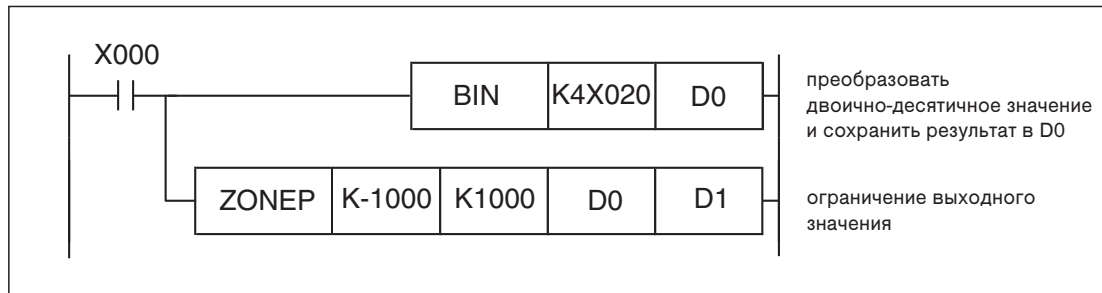 X000
BIN K4X020 D0
преобразовать
двоично-десятичное значение
и сохранить результат в D0
ZONEP K-1000 K1000 D0 D1
ограничение выходного
значения